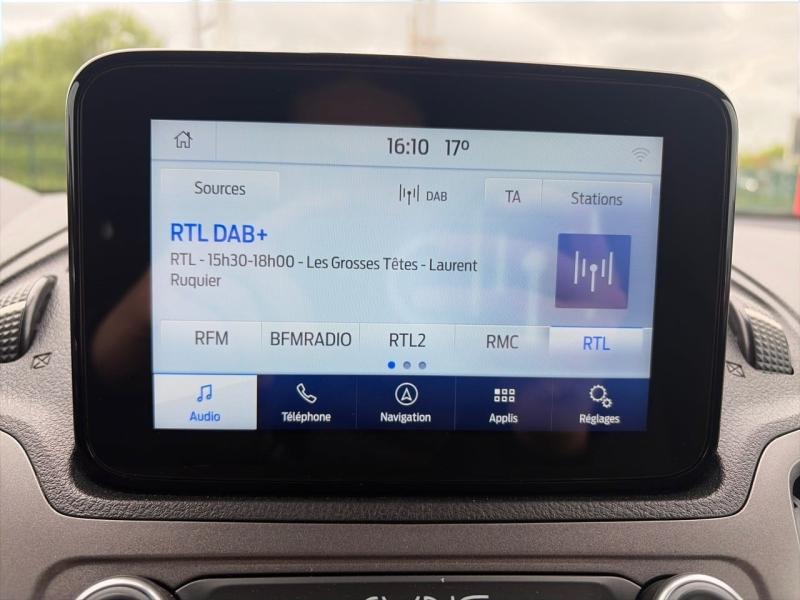 16:10 17º
Sources
DAB
TA
Stations
RTL DAB+
RTL - 15h30-18h00 - Les Grosses Têtes - Laurent
Ruquier
RFM
BFMRADIO
RTL2
RMC
RTL
Audio
Téléphone
Navigation
Applis
Réglages